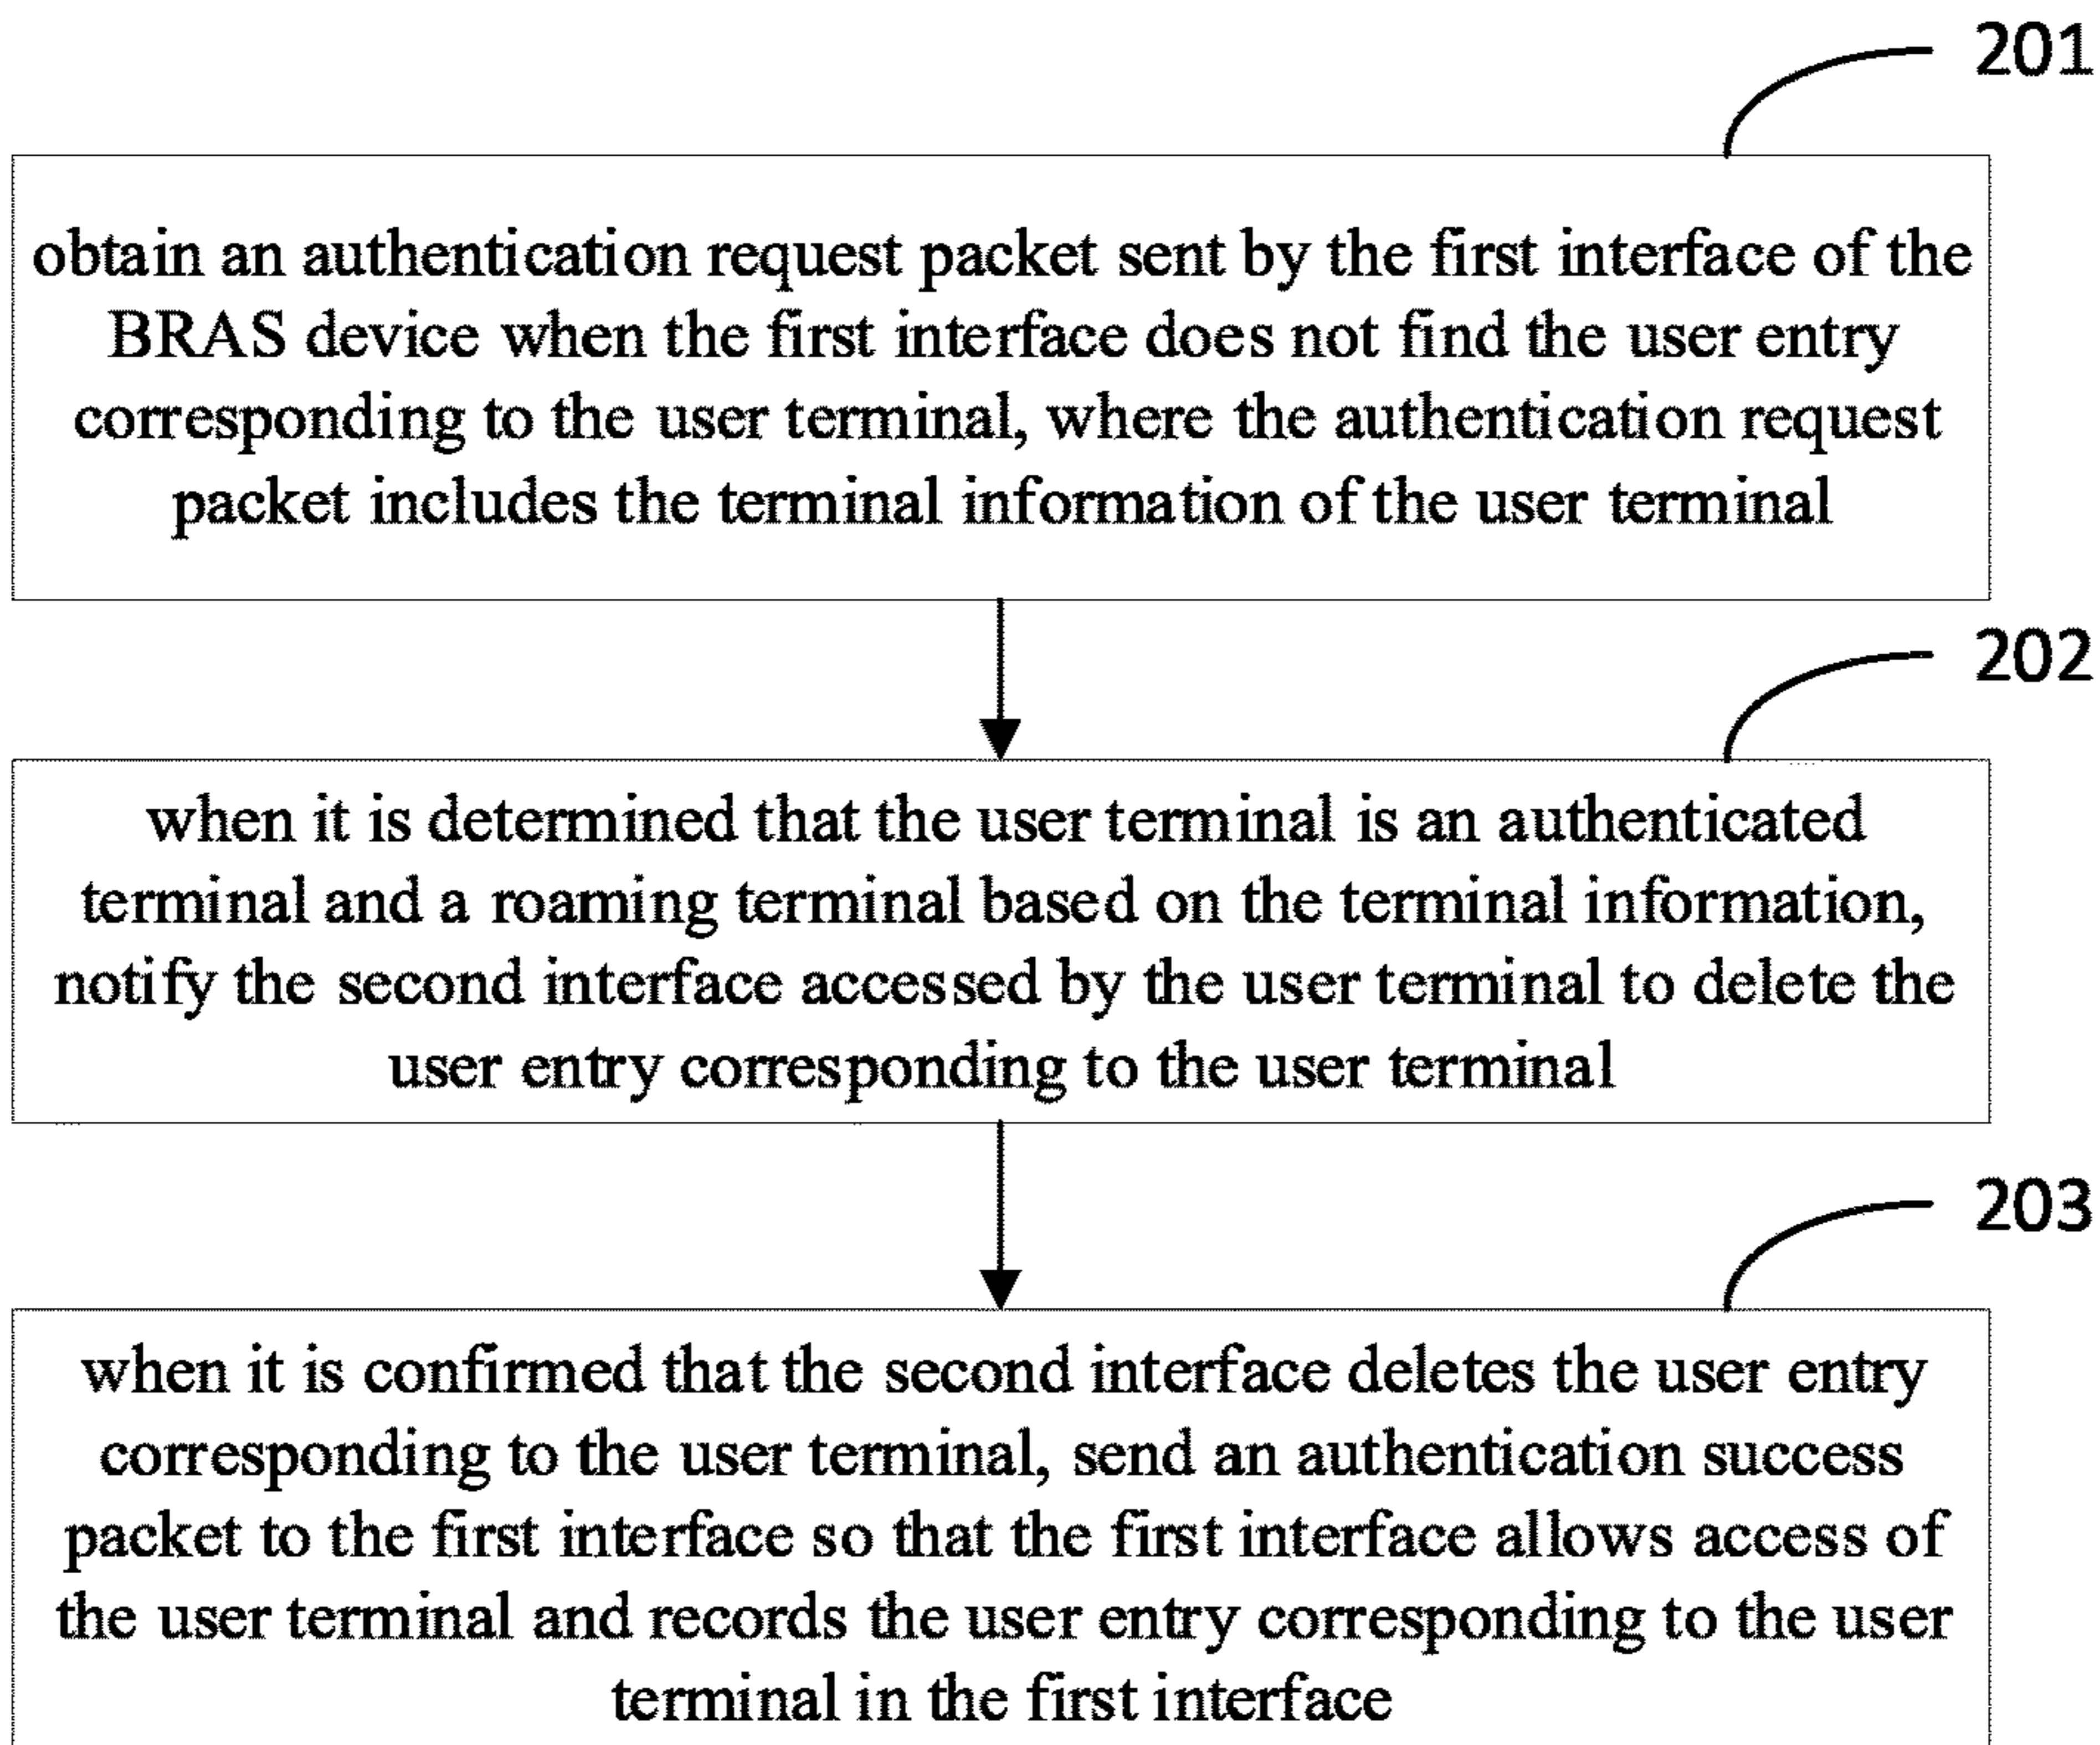 201
obtain an authentication request packet sent by the first interface of the
BRAS device when the first interface does not find the user entry
corresponding to the user terminal, where the authentication request
packet includes the terminal information of the user terminal
202
when it is determined that the user terminal is an authenticated
terminal and a roaming terminal based on the terminal information,
notify the second interface accessed by the user terminal to delete the
user entry corresponding to the user terminal
203
when it is confirmed that the second interface deletes the user entry
corresponding to the user terminal, send an authentication success
packet to the first interface so that the first interface allows access of
the user terminal and records the user entry corresponding to the user
terminal in the first interface